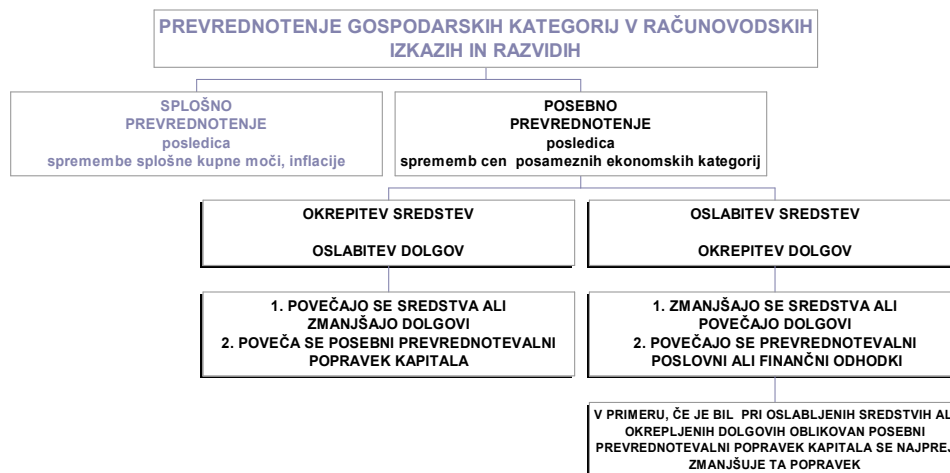 PREVREDNOTENJE GOSPODARSKIH KATEGORIJ V RAČUNOVODSKIH
IZKAZIH IN RAZVIDIH
SPLOŠNO
PREVREDNOTENJE
posledica
spremembe splošne kupne moči, inflacije
POSEBNO
PREVREDNOTENJE
posledica
sprememb cen posameznih ekonomskih kategorij
OKREPITEV SREDSTEV
OSLABITEV DOLGOV
OSLABITEV SREDSTEV
OKREPITEV DOLGOV
1. POVEČAJO SE SREDSTVA ALI
ZMANJŠAJO DOLGOVI
2. POVEČA SE POSEBNI PREVREDNOTEVALNI
POPRAVEK KAPITALA
1. ZMANJŠAJO SE SREDSTVA ALI
POVEČAJO DOLGOVI
2. POVEČAJO SE PREVREDNOTEVALNI
POSLOVNI ALI FINANČNI ODHODKI
V PRIMERU, ČE JE BIL PRI OSLABLJENIH SREDSTVIH AL
OKREPLJENIH DOLGOVIH OBLIKOVAN POSEBNI
PREVREDNOTEVALNI POPRAVEK KAPITALA SE NAJPREJ
ZMANJŠUJE TA POPRAVEK